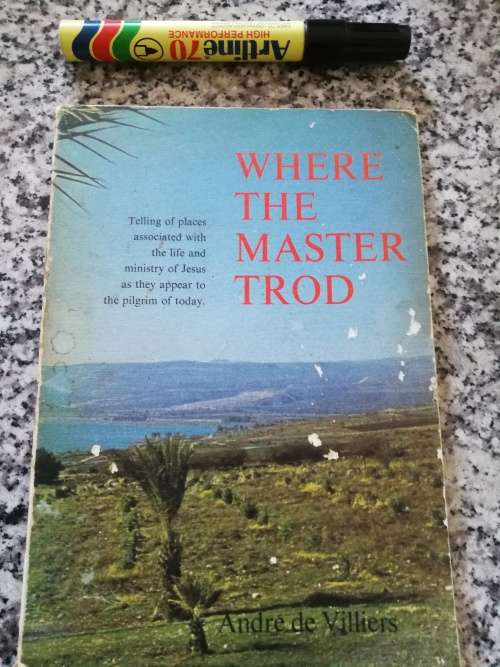 Artline 70
HIGH PERFORMANCE
WHERE
THE
MASTER
TROD
Telling of places
associated with
the life and
ministry of Jesus
as they appear to
the pilgrim of today.
André de Villiers